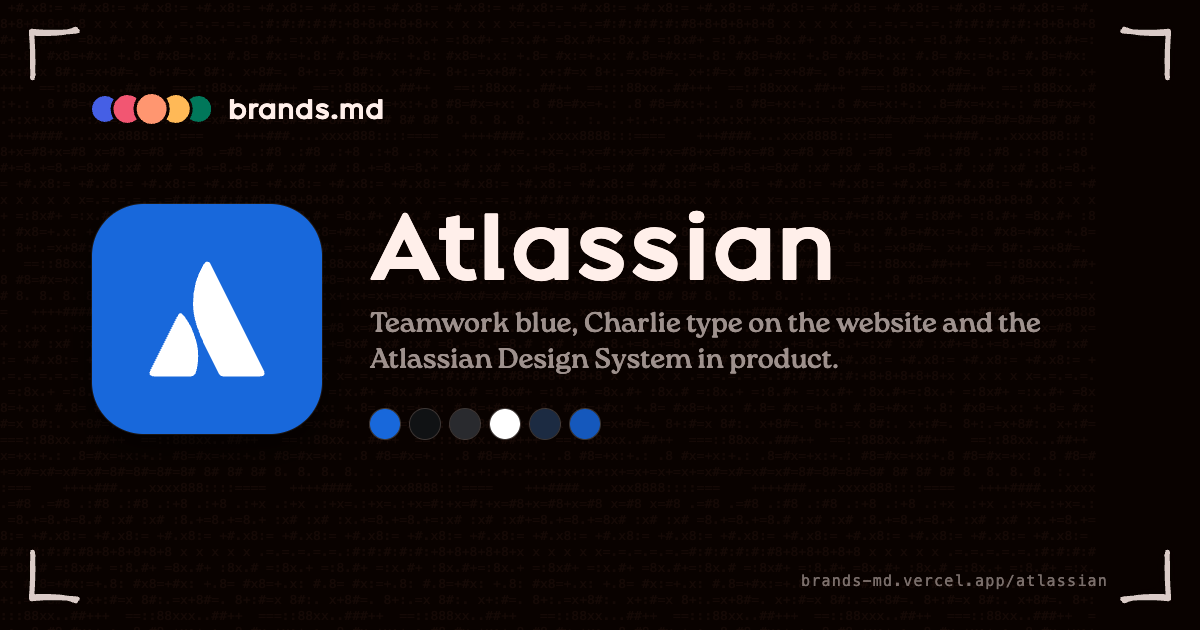 brands.md
Atlassian
Teamwork blue, Charlie type on the website and the
Atlassian Design System in product.
brands-md.vercel.app/atlassian